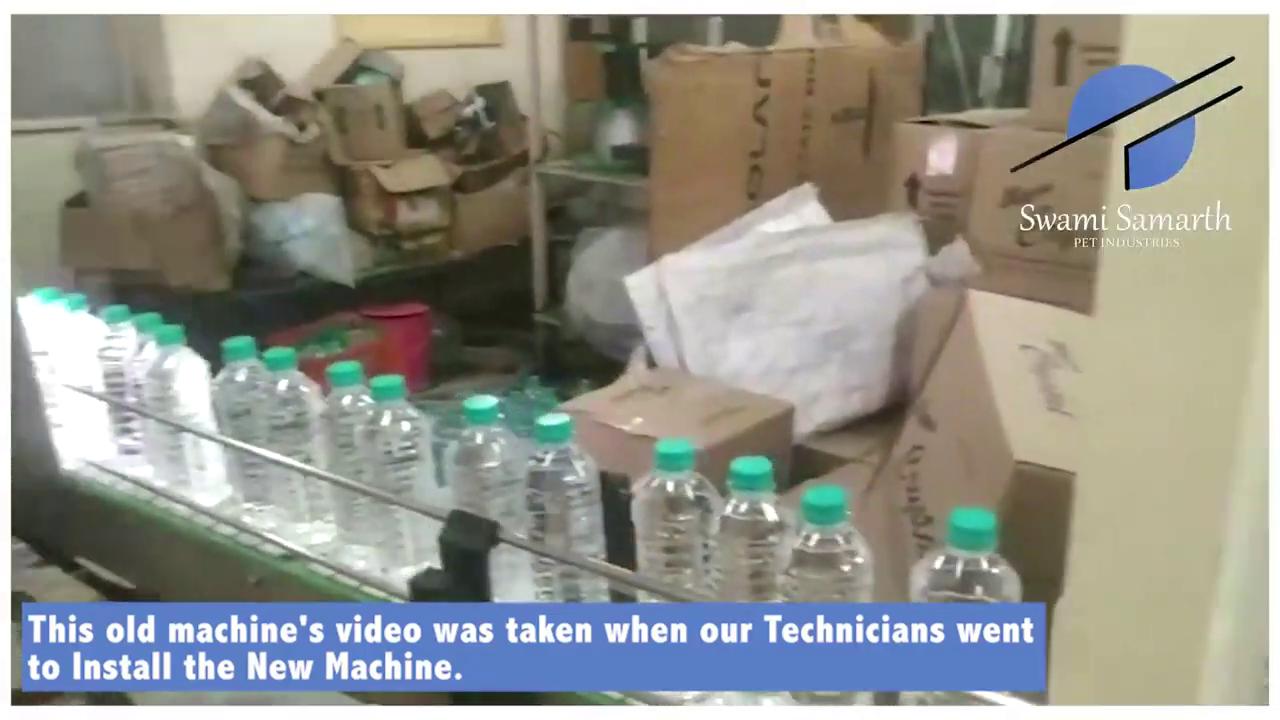 Swami Samarth
PET INDUSTRIES
This old machine's video was taken when our Technicians went
to Install the New Machine.